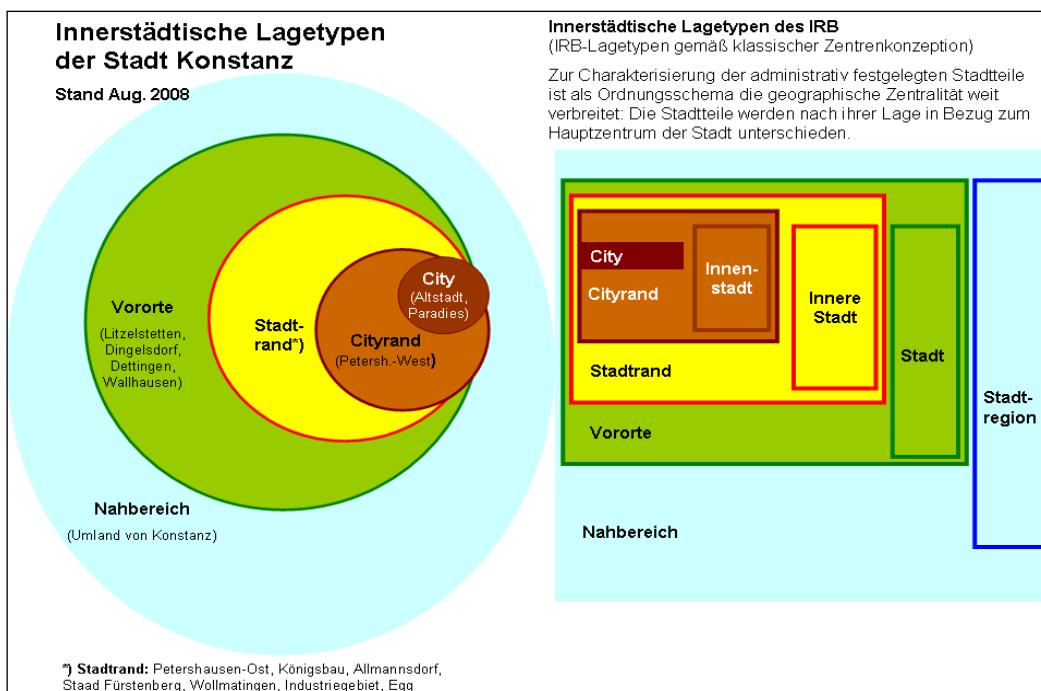 Innerstädtische Lagetypen
der Stadt Konstanz
Stand Aug. 2008
City
(Altstadt,
Paradies)
Vororte
(Litzelstetten,
Dingelsdorf,
Dettingen,
Wallhausen)
Stadt-
rand*)
Cityrand
(Petersh.-West)
Nahbereich
(Umland von Konstanz)
*) Stadtrand: Petershausen-Ost, Königsbau, Allmannsdorf,
Staad Fürstenberg, Wollmatingen, Industriegebiet, Egg
Innerstädtische Lagetypen des IRB
(IRB-Lagetypen gemäß klassischer Zentrenkonzeption)
Zur Charakterisierung der administrativ festgelegten Stadtteile
ist als Ordnungsschema die geographische Zentralität weit
verbreitet: Die Stadtteile werden nach ihrer Lage in Bezug zum
Hauptzentrum der Stadt unterschieden.
City
Cityrand
Innen-
stadt
Stadtrand
Innere
Stadt
Vororte
Stadt
Nahbereich
Stadt-
region